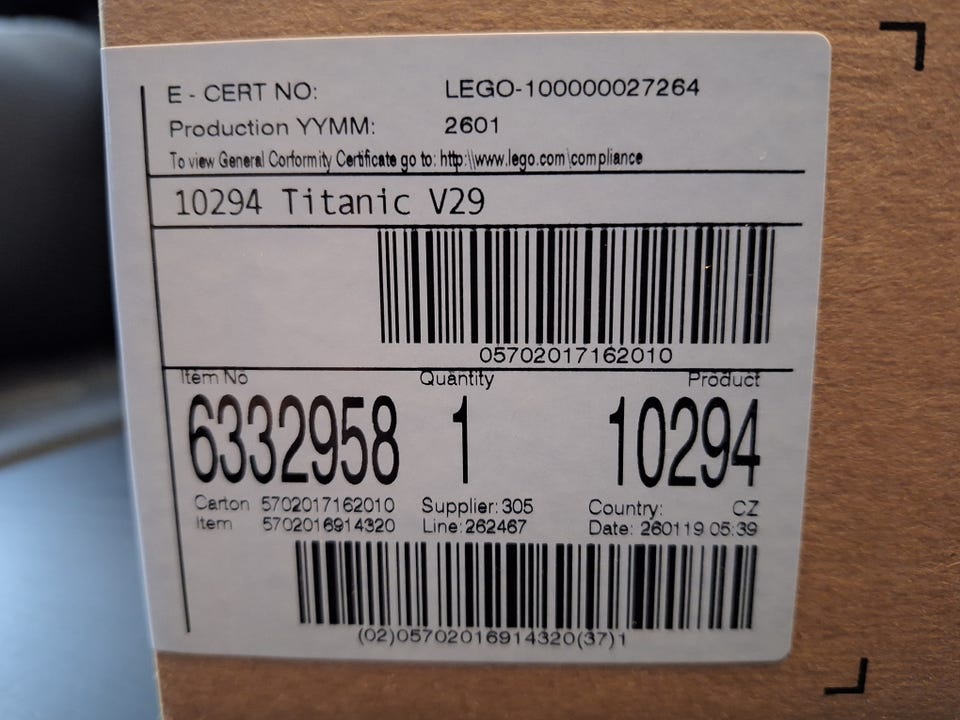 E - CERT NO: LEGO-100000027264
Production YYMM: 2601
To view General Corformity Certificate go to: http:\\www.lego.com\compliance
10294 Titanic V29
05702017162010
Item No Quantity Product
6332958 1 10294
Carton 5702017162010 Supplier: 305 Country: CZ
Item 5702016914320 Line: 262467 Date: 260119 05:39
(02)05702016914320(37)1